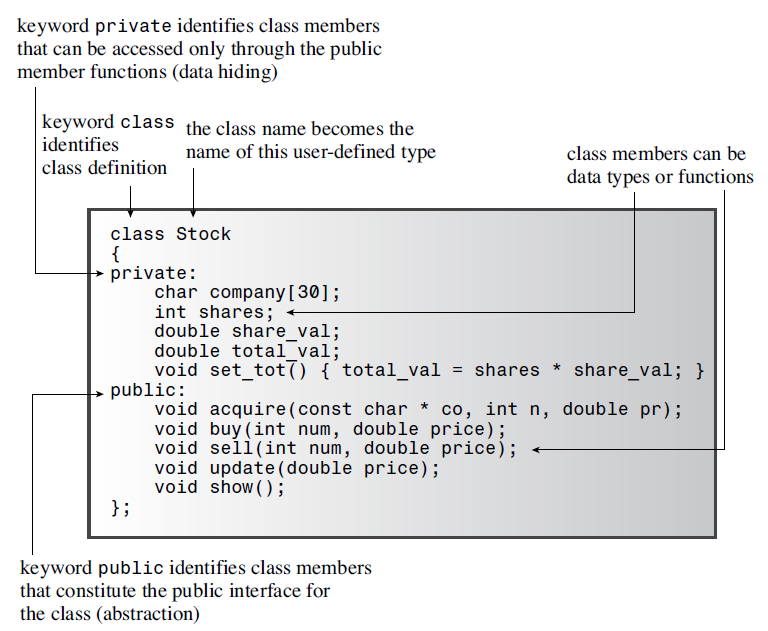 keyword private identifies class members
that can be accessed only through the public
member functions (data hiding)
keyword class
identifies
class definition
the class name becomes the
name of this user-defined type
class members can be
data types or functions
class Stock
{
private:
    char company[30];
    int shares;
    double share_val;
    double total_val;
    void set_tot() { total_val = shares * share_val; }
public:
    void acquire(const char * co, int n, double pr);
    void buy(int num, double price);
    void sell(int num, double price);
    void update(double price);
    void show();
};
keyword public identifies class members
that constitute the public interface for
the class (abstraction)